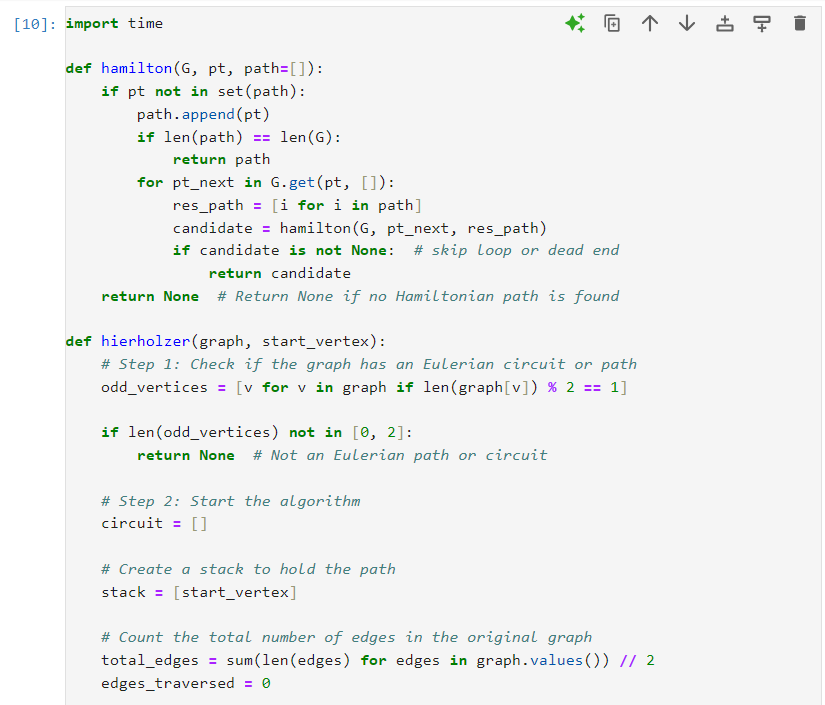 [10]: import time
def hamilton(G, pt, path=[]):
    if pt not in set(path):
        path.append(pt)
        if len(path) == len(G):
            return path
        for pt_next in G.get(pt, []):
            res_path = [i for i in path]
            candidate = hamilton(G, pt_next, res_path)
            if candidate is not None:  # skip loop or dead end
                return candidate
    return None  # Return None if no Hamiltonian path is found
def hierholzer(graph, start_vertex):
    # Step 1: Check if the graph has an Eulerian circuit or path
    odd_vertices = [v for v in graph if len(graph[v]) % 2 == 1]
    if len(odd_vertices) not in [0, 2]:
        return None  # Not an Eulerian path or circuit
    # Step 2: Start the algorithm
    circuit = []
    # Create a stack to hold the path
    stack = [start_vertex]
    # Count the total number of edges in the original graph
    total_edges = sum(len(edges) for edges in graph.values()) // 2
    edges_traversed = 0